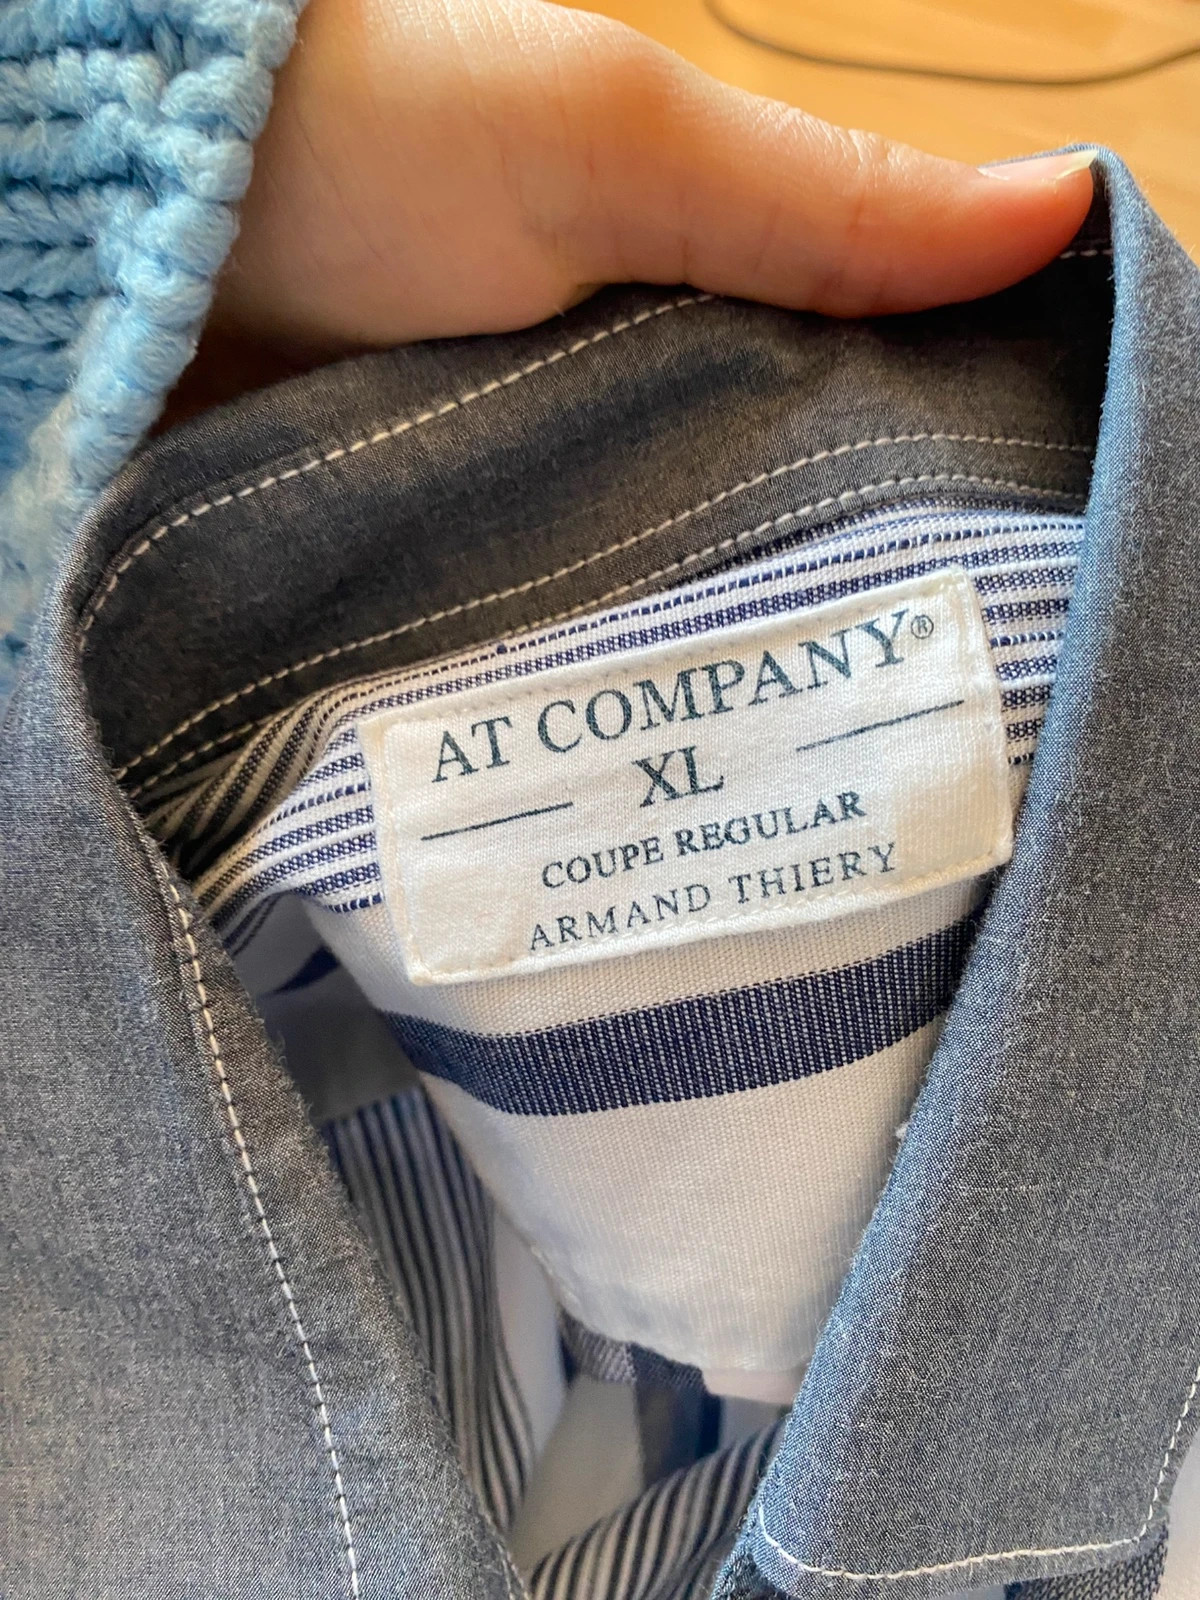 AT COMPANY®
XL
COUPE REGULAR
ARMAND THIERY